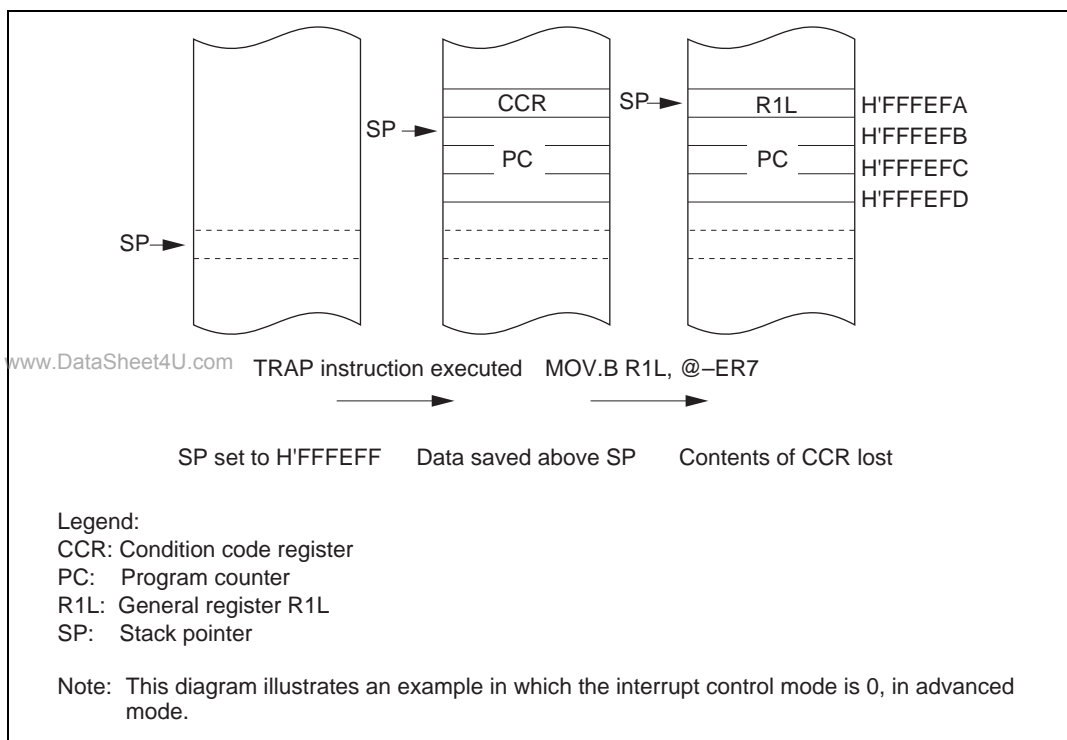 CCR
SP
R1L
H'FFFEFA
SP
H'FFFEFB
PC
PC
H'FFFEFC
H'FFFEFD
SP
www.DataSheet4U.com
TRAP instruction executed
MOV.B R1L, @–ER7
SP set to H'FFFEFF
Data saved above SP
Contents of CCR lost
Legend:
CCR: Condition code register
PC: Program counter
R1L: General register R1L
SP: Stack pointer
Note: This diagram illustrates an example in which the interrupt control mode is 0, in advanced
mode.